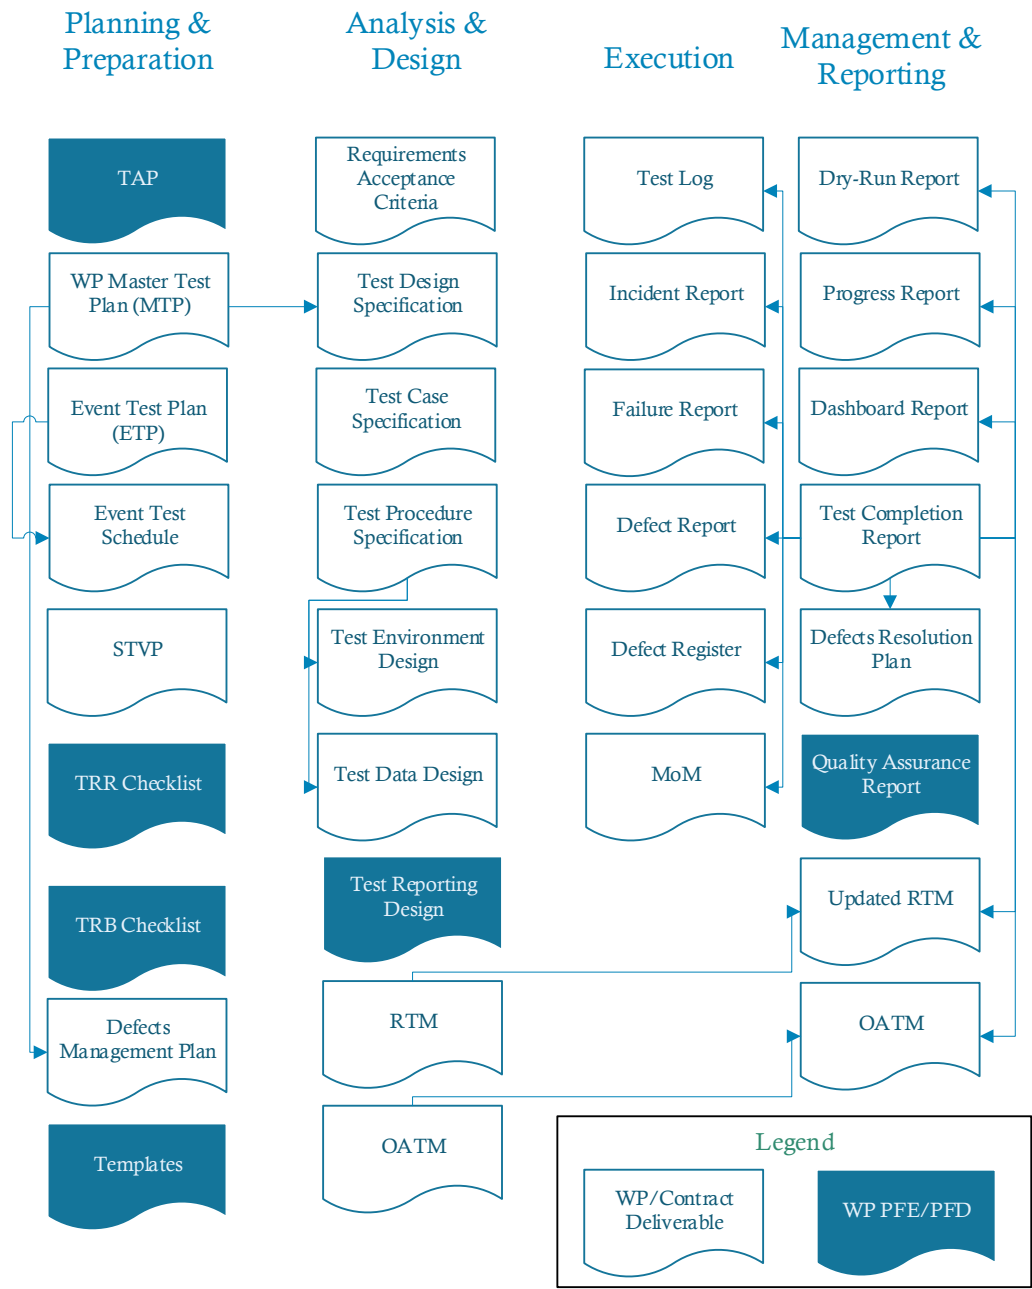 Planning &
Preparation
TAP
WP Master Test
Plan (MTP)
Event Test Plan
(ETP)
Event Test
Schedule
STVP
TRR Checklist
TRB Checklist
Defects
Management Plan
Templates
Analysis &
Design
Requirements
Acceptance
Criteria
Test Design
Specification
Test Case
Specification
Test Procedure
Specification
Test Environment
Design
Test Data Design
Test Reporting
Design
RTM
OATM
Execution
Test Log
Incident Report
Failure Report
Defect Report
Defect Register
MoM
Management &
Reporting
Dry-Run Report
Progress Report
Dashboard Report
Test Completion
Report
Defects Resolution
Plan
Quality Assurance
Report
Updated RTM
OATM
Legend
WP/Contract
Deliverable
WP PFE/PFD